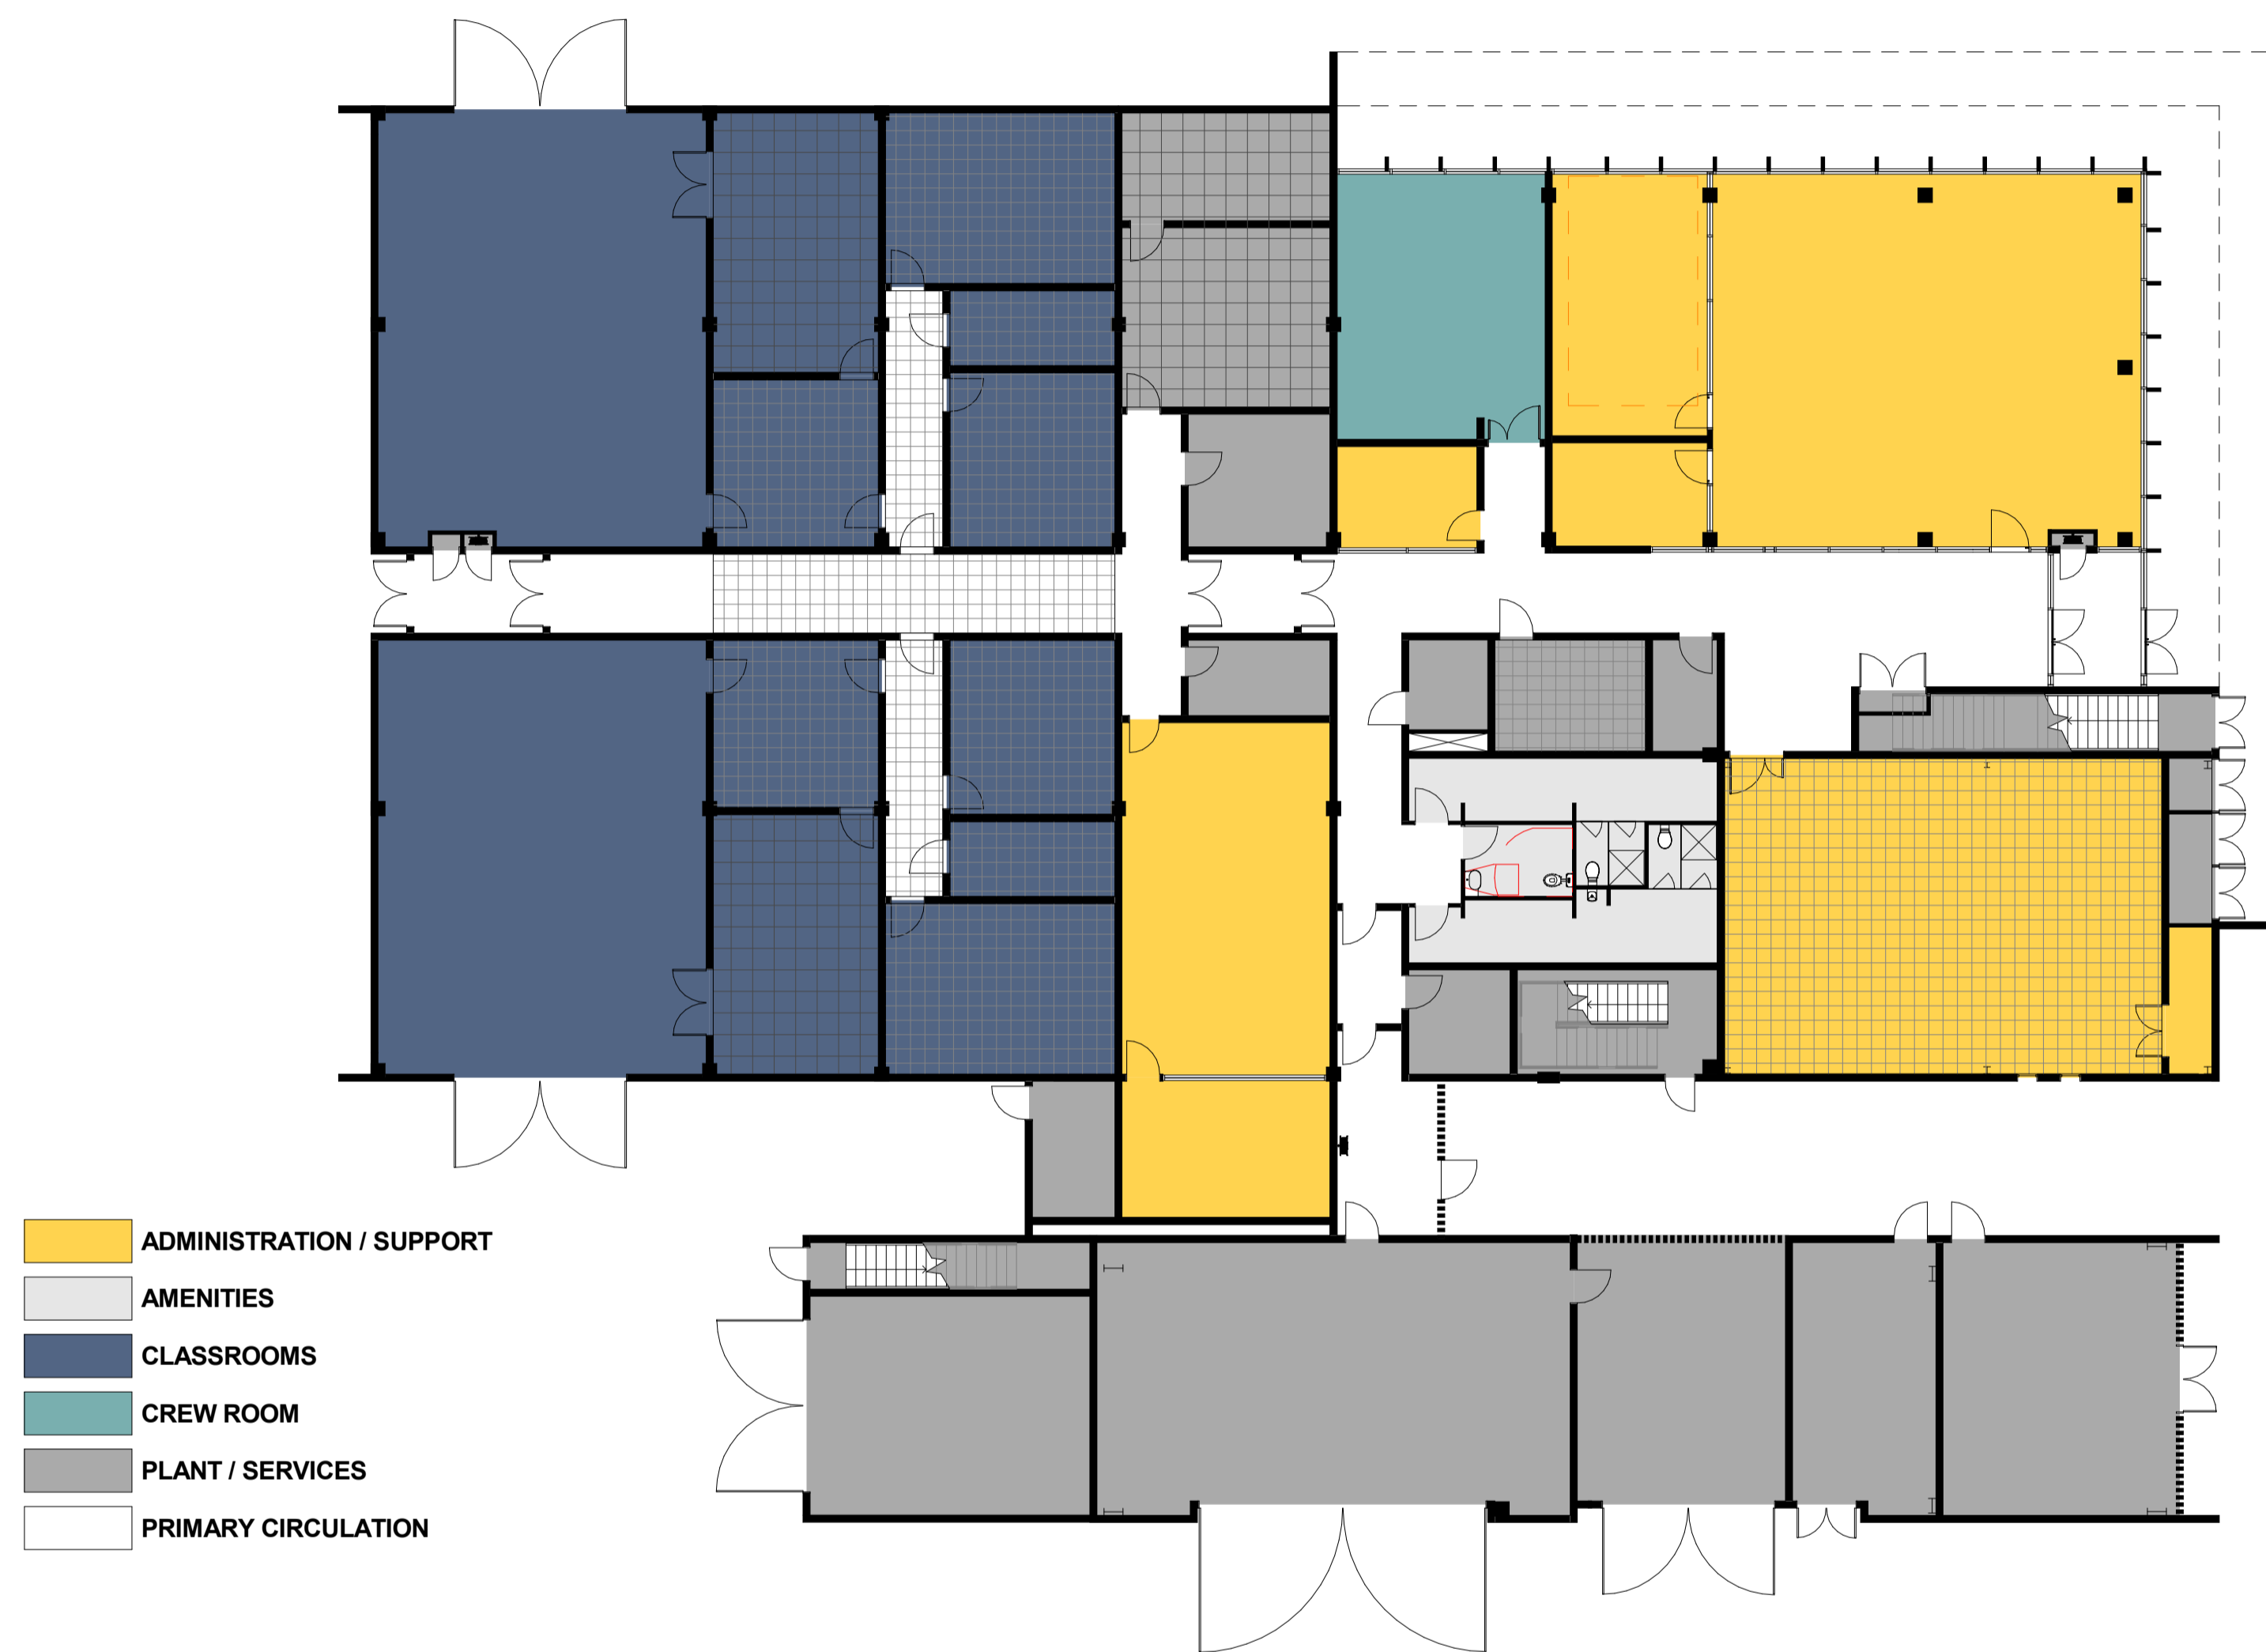 ADMINISTRATION / SUPPORT
AMENITIES
CLASSROOMS
CREW ROOM
PLANT / SERVICES
PRIMARY CIRCULATION